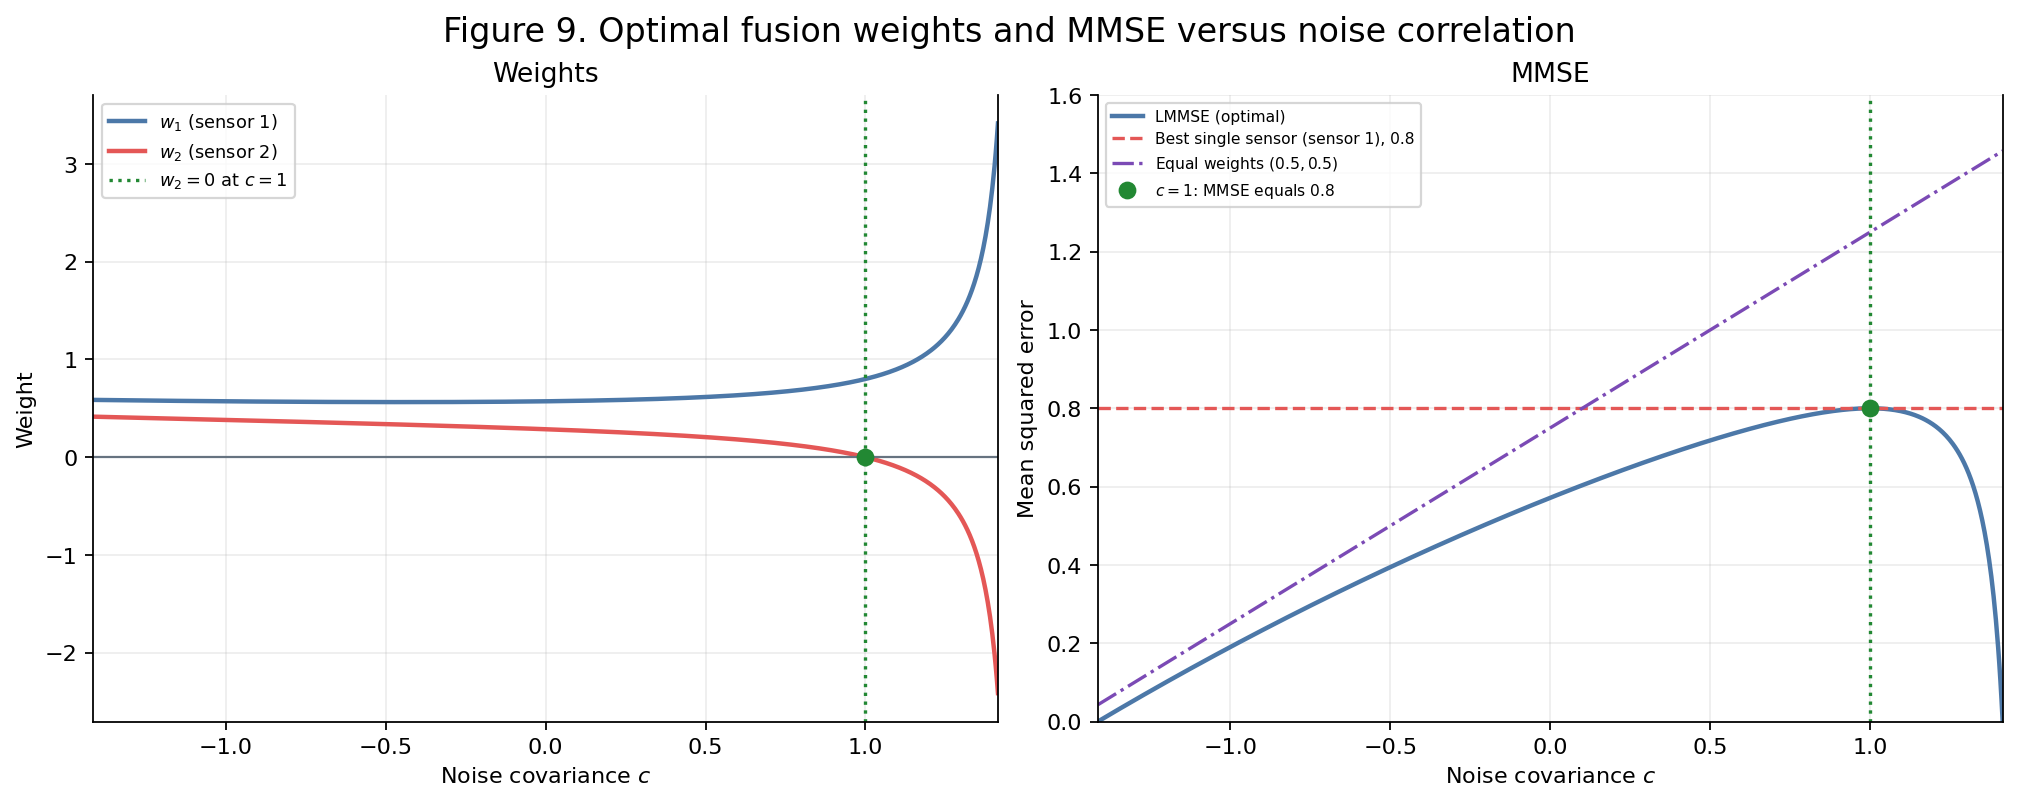 Figure 9. Optimal fusion weights and MMSE versus noise correlation
Weights
w₁ (sensor 1)
w₂ (sensor 2)
w₂ = 0 at c = 1
Weight
3
2
1
0
−1
−2
−1.0
−0.5
0.0
0.5
1.0
Noise covariance c
MMSE
LMMSE (optimal)
Best single sensor (sensor 1), 0.8
Equal weights (0.5, 0.5)
c = 1: MMSE equals 0.8
Mean squared error
1.6
1.4
1.2
1.0
0.8
0.6
0.4
0.2
0.0
−1.0
−0.5
0.0
0.5
1.0
Noise covariance c